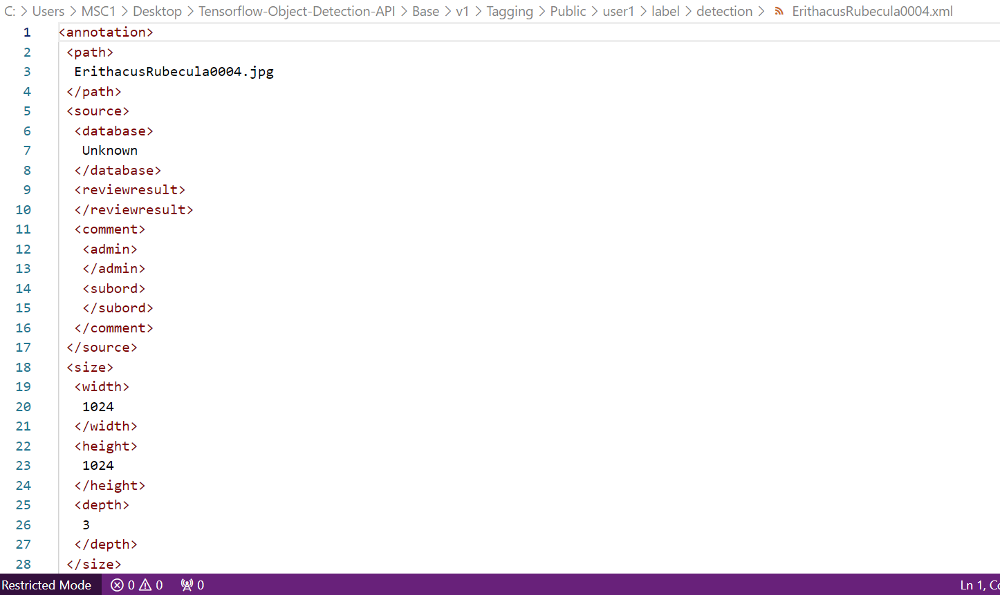 C: > Users > MSC1 > Desktop > Tensorflow-Object-Detection-API > Base > v1 > Tagging > Public > user1 > label > detection > ErithacusRubecula0004.xml
1 <annotation>
2 <path>
3 ErithacusRubecula0004.jpg
4 </path>
5 <source>
6 <database>
7 Unknown
8 </database>
9 <reviewresult>
10 </reviewresult>
11 <comment>
12 <admin>
13 </admin>
14 <subord>
15 </subord>
16 </comment>
17 </source>
18 <size>
19 <width>
20 1024
21 </width>
22 <height>
23 1024
24 </height>
25 <depth>
26 3
27 </depth>
28 </size>
Restricted Mode 0 0 0 Ln 1, Co